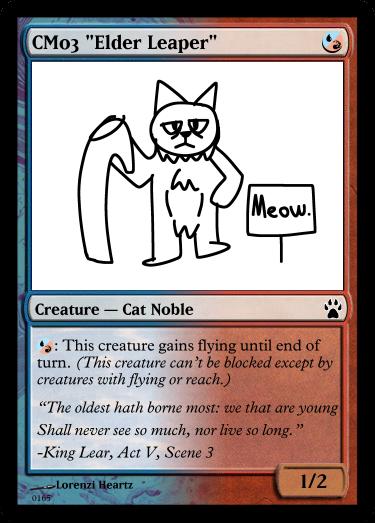 CM03 "Elder Leaper"
Meow.
Creature — Cat Noble
: This creature gains flying until end of
turn. (This creature can't be blocked except by
creatures with flying or reach.)
“The oldest hath borne most: we that are young
Shall never see so much, nor live so long.”
-King Lear, Act V, Scene 3
1/2
Lorenzi Heartz
0165